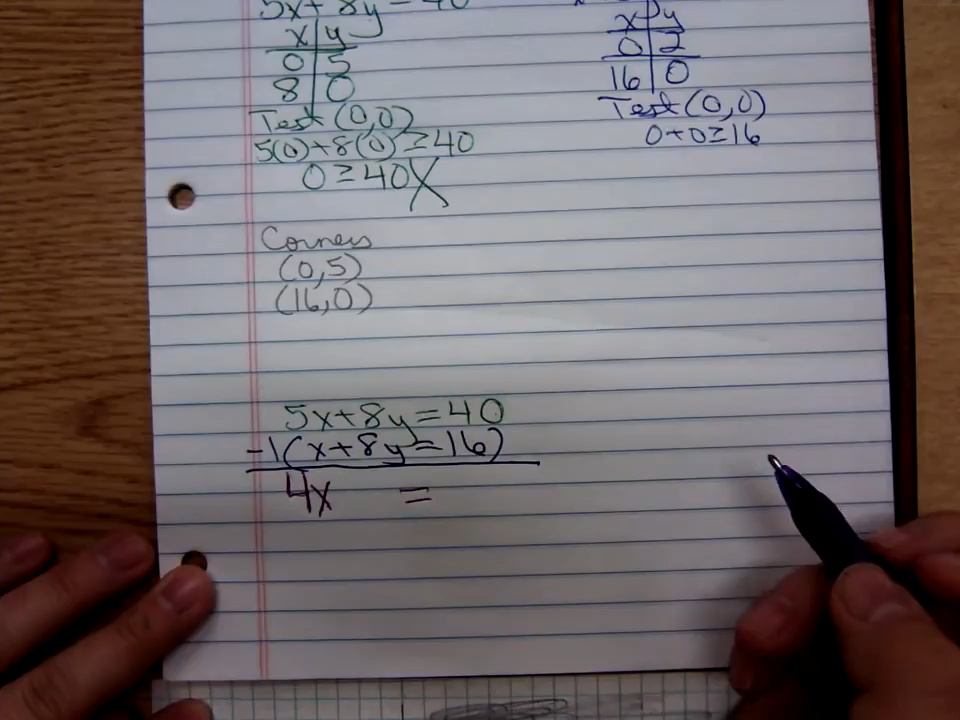 5x+8y=40
x|y
0|5
8|0
Test (0,0)
5(0)+8(0)≥40
0≥40X
x|y
0|2
16|0
Test (0,0)
0+0≥16
Corners
(0,5)
(16,0)
5x+8y=40
-1(x+8y=16)
4x =